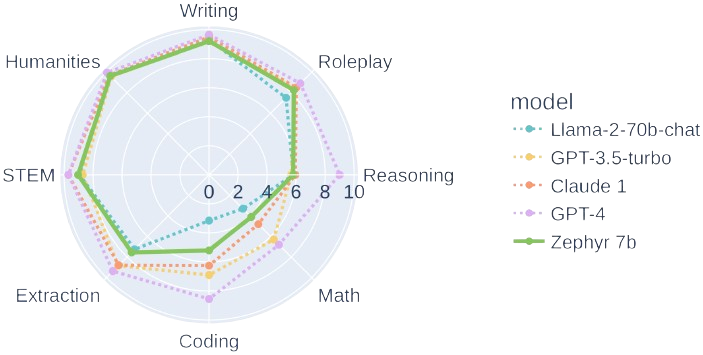 Writing
Humanities
Roleplay
STEM
0 2 4 6 8 10
Reasoning
Extraction
Math
Coding
model
Llama-2-70b-chat
GPT-3.5-turbo
Claude 1
GPT-4
Zephyr 7b